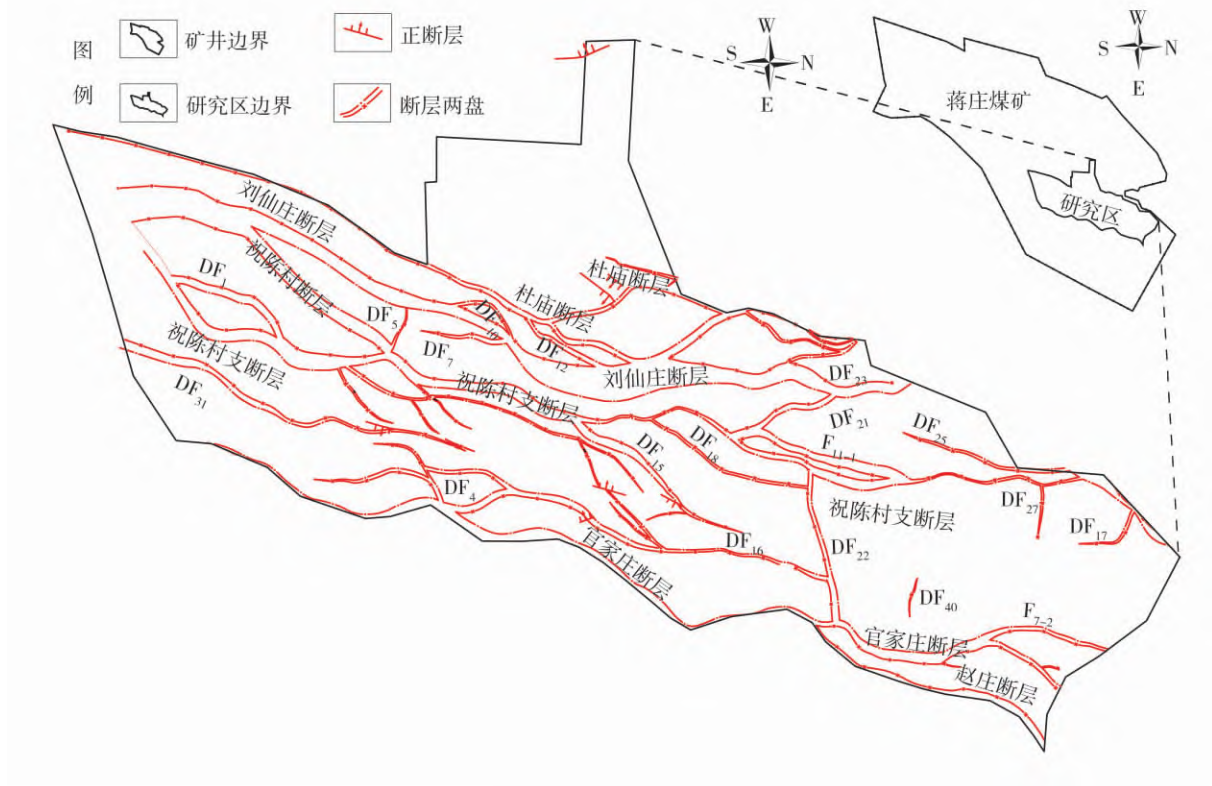 图 例
矿井边界
正断层
研究区边界
断层两盘
W
S N
E
W
S N
E
蒋庄煤矿
研究区
刘仙庄断层
祝陈村断层
DF1
杜庙断层
杜庙断层
DF5
DF10
DF12
DF7
刘仙庄断层
祝陈村支断层
祝陈村支断层
DF31
DF23
DF21
DF25
F11-1
DF18
DF15
DF4
祝陈村支断层
DF27
DF17
DF16
DF22
官家庄断层
DF40
F7-2
官家庄断层
赵庄断层